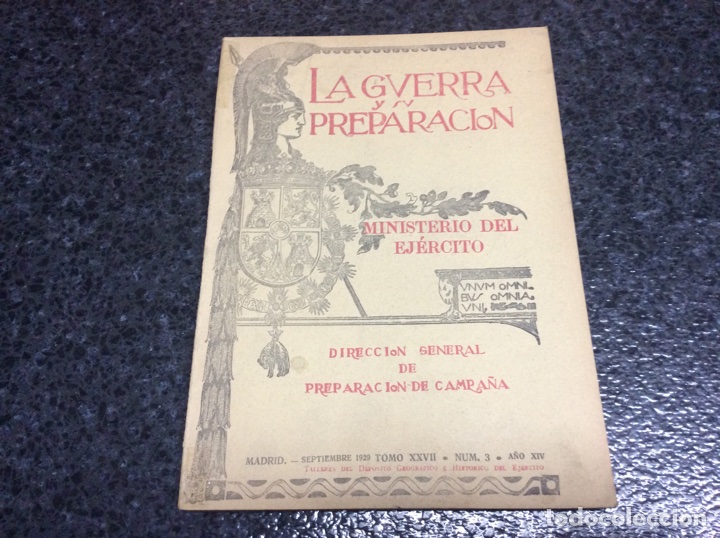 LA GVERRA
y sv
PREPARACIoN
MINISTERIO DEL
EJÉRCITO
VNVM OMNI
BVS OMNIA
VNI
DIRECCIoN GENERAL
DE
PREPARACIoN·DE CAMPAÑA
MADRID. — SEPTIEMBRE 1929 TOMO XXVII • NUM. 3 • AÑO XIV
TALLERES DEL DEPÓSITO GEOGRÁFICO E HISTÓRICO DEL EJÉRCITO
todocoleccion